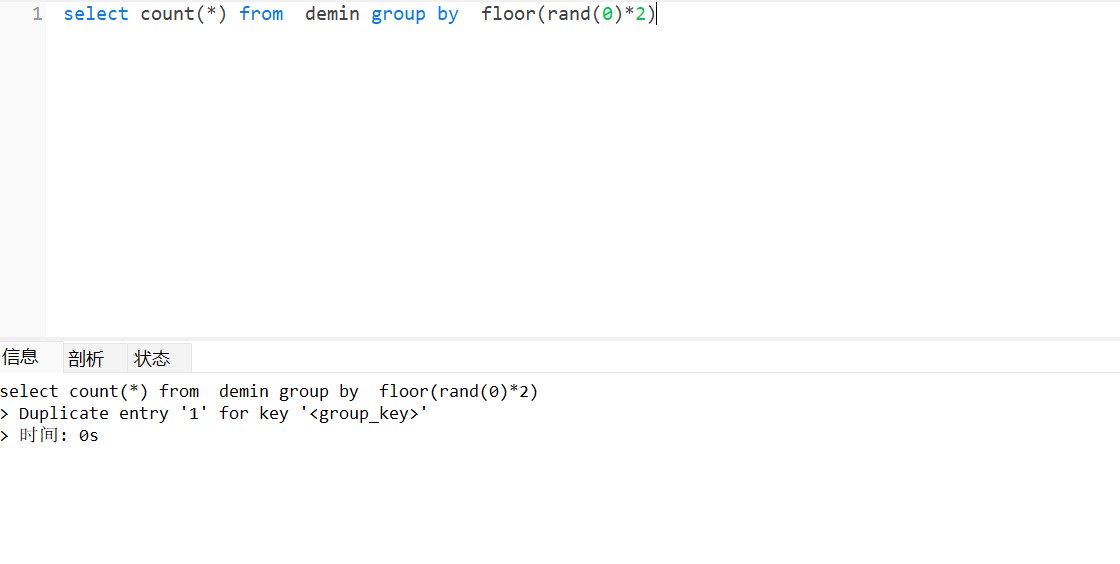 1 select count(*) from  demin group by  floor(rand(0)*2)
信息 剖析 状态
select count(*) from  demin group by  floor(rand(0)*2)
> Duplicate entry '1' for key '<group_key>'
> 时间: 0s